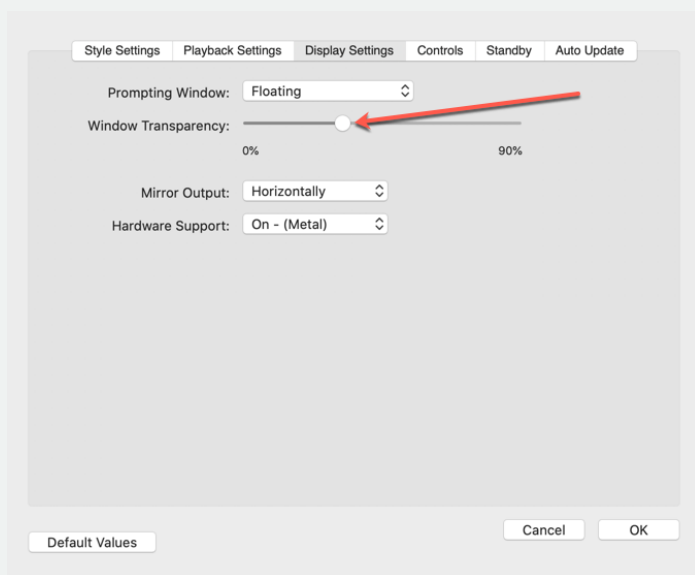 Style Settings Playback Settings Display Settings Controls Standby Auto Update
Prompting Window: Floating
Window Transparency:
0% 90%
Mirror Output: Horizontally
Hardware Support: On - (Metal)
Cancel OK
Default Values